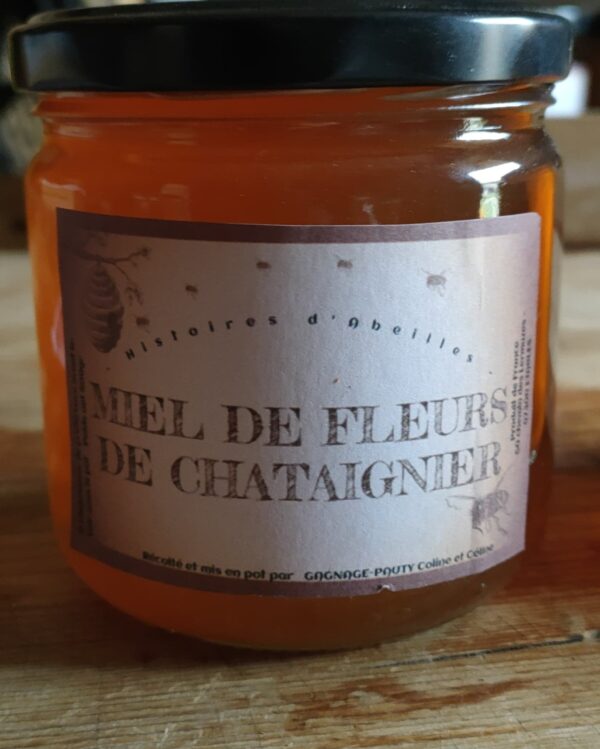 Histoires d'Abeilles
MIEL DE FLEURS
DE CHATAIGNIER
Récolté et mis en pot par GAGNAGE-PAUTY Coline et Céline
Produit de France